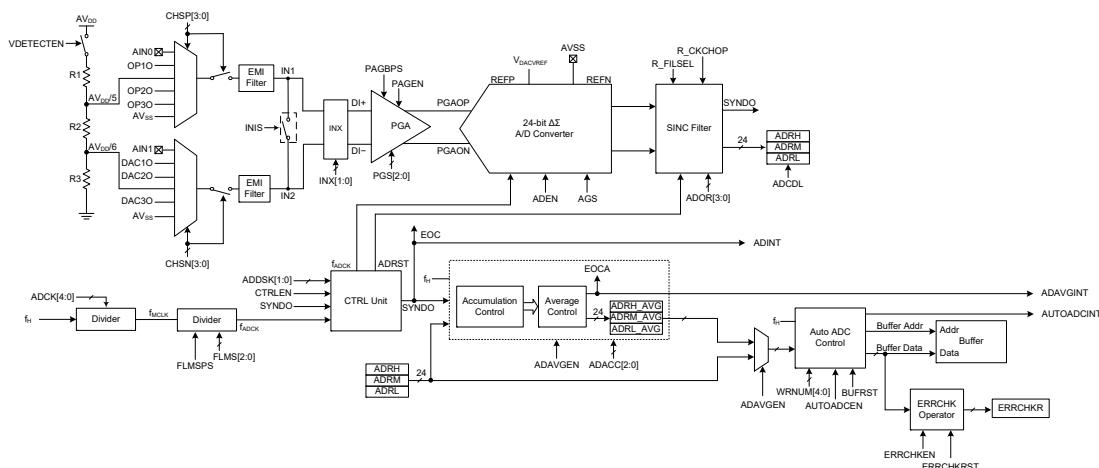 AVDD
VDETECTEN
R1
AVDD/5
R2
AVDD/6
R3
CHSP[3:0]
AIN0
OP1O
OP2O
OP3O
AVSS
AIN1
DAC1O
DAC2O
DAC3O
AVSS
CHSN[3:0]
EMI
Filter
EMI
Filter
IN1
INIS
IN2
INX
INX[1:0]
DI+
DI−
PAGBPS
PAGEN
PGA
PGS[2:0]
PGAOP
PGAON
VDACVREF
AVSS
REFP
REFN
24-bit ΔΣ
A/D Converter
ADEN
AGS
R_FILSEL
R_CKCHOP
SINC Filter
ADOR[3:0]
SYNDO
24
ADRH
ADRM
ADRL
ADCDL
EOC
ADINT
fADCK
ADRST
ADDSK[1:0]
CTRLEN
SYNDO
CTRL Unit
SYNDO
ADCK[4:0]
fH
Divider
fMCLK
Divider
fADCK
FLMSPS
FLMS[2:0]
fH
Accumulation
Control
Average
Control
EOCA
24
ADRH_AVG
ADRM_AVG
ADRL_AVG
ADAVGEN
ADACC[2:0]
ADRH
ADRM
ADRL
24
ADAVGEN
ADAVGINT
AUTOADCINT
fH
Auto ADC
Control
WRNUM[4:0]
AUTOADCEN
BUFRST
Buffer Addr
Buffer Data
Addr
Buffer
Data
ERRCHK
Operator
ERRCHKR
ERRCHKEN
ERRCHKRST